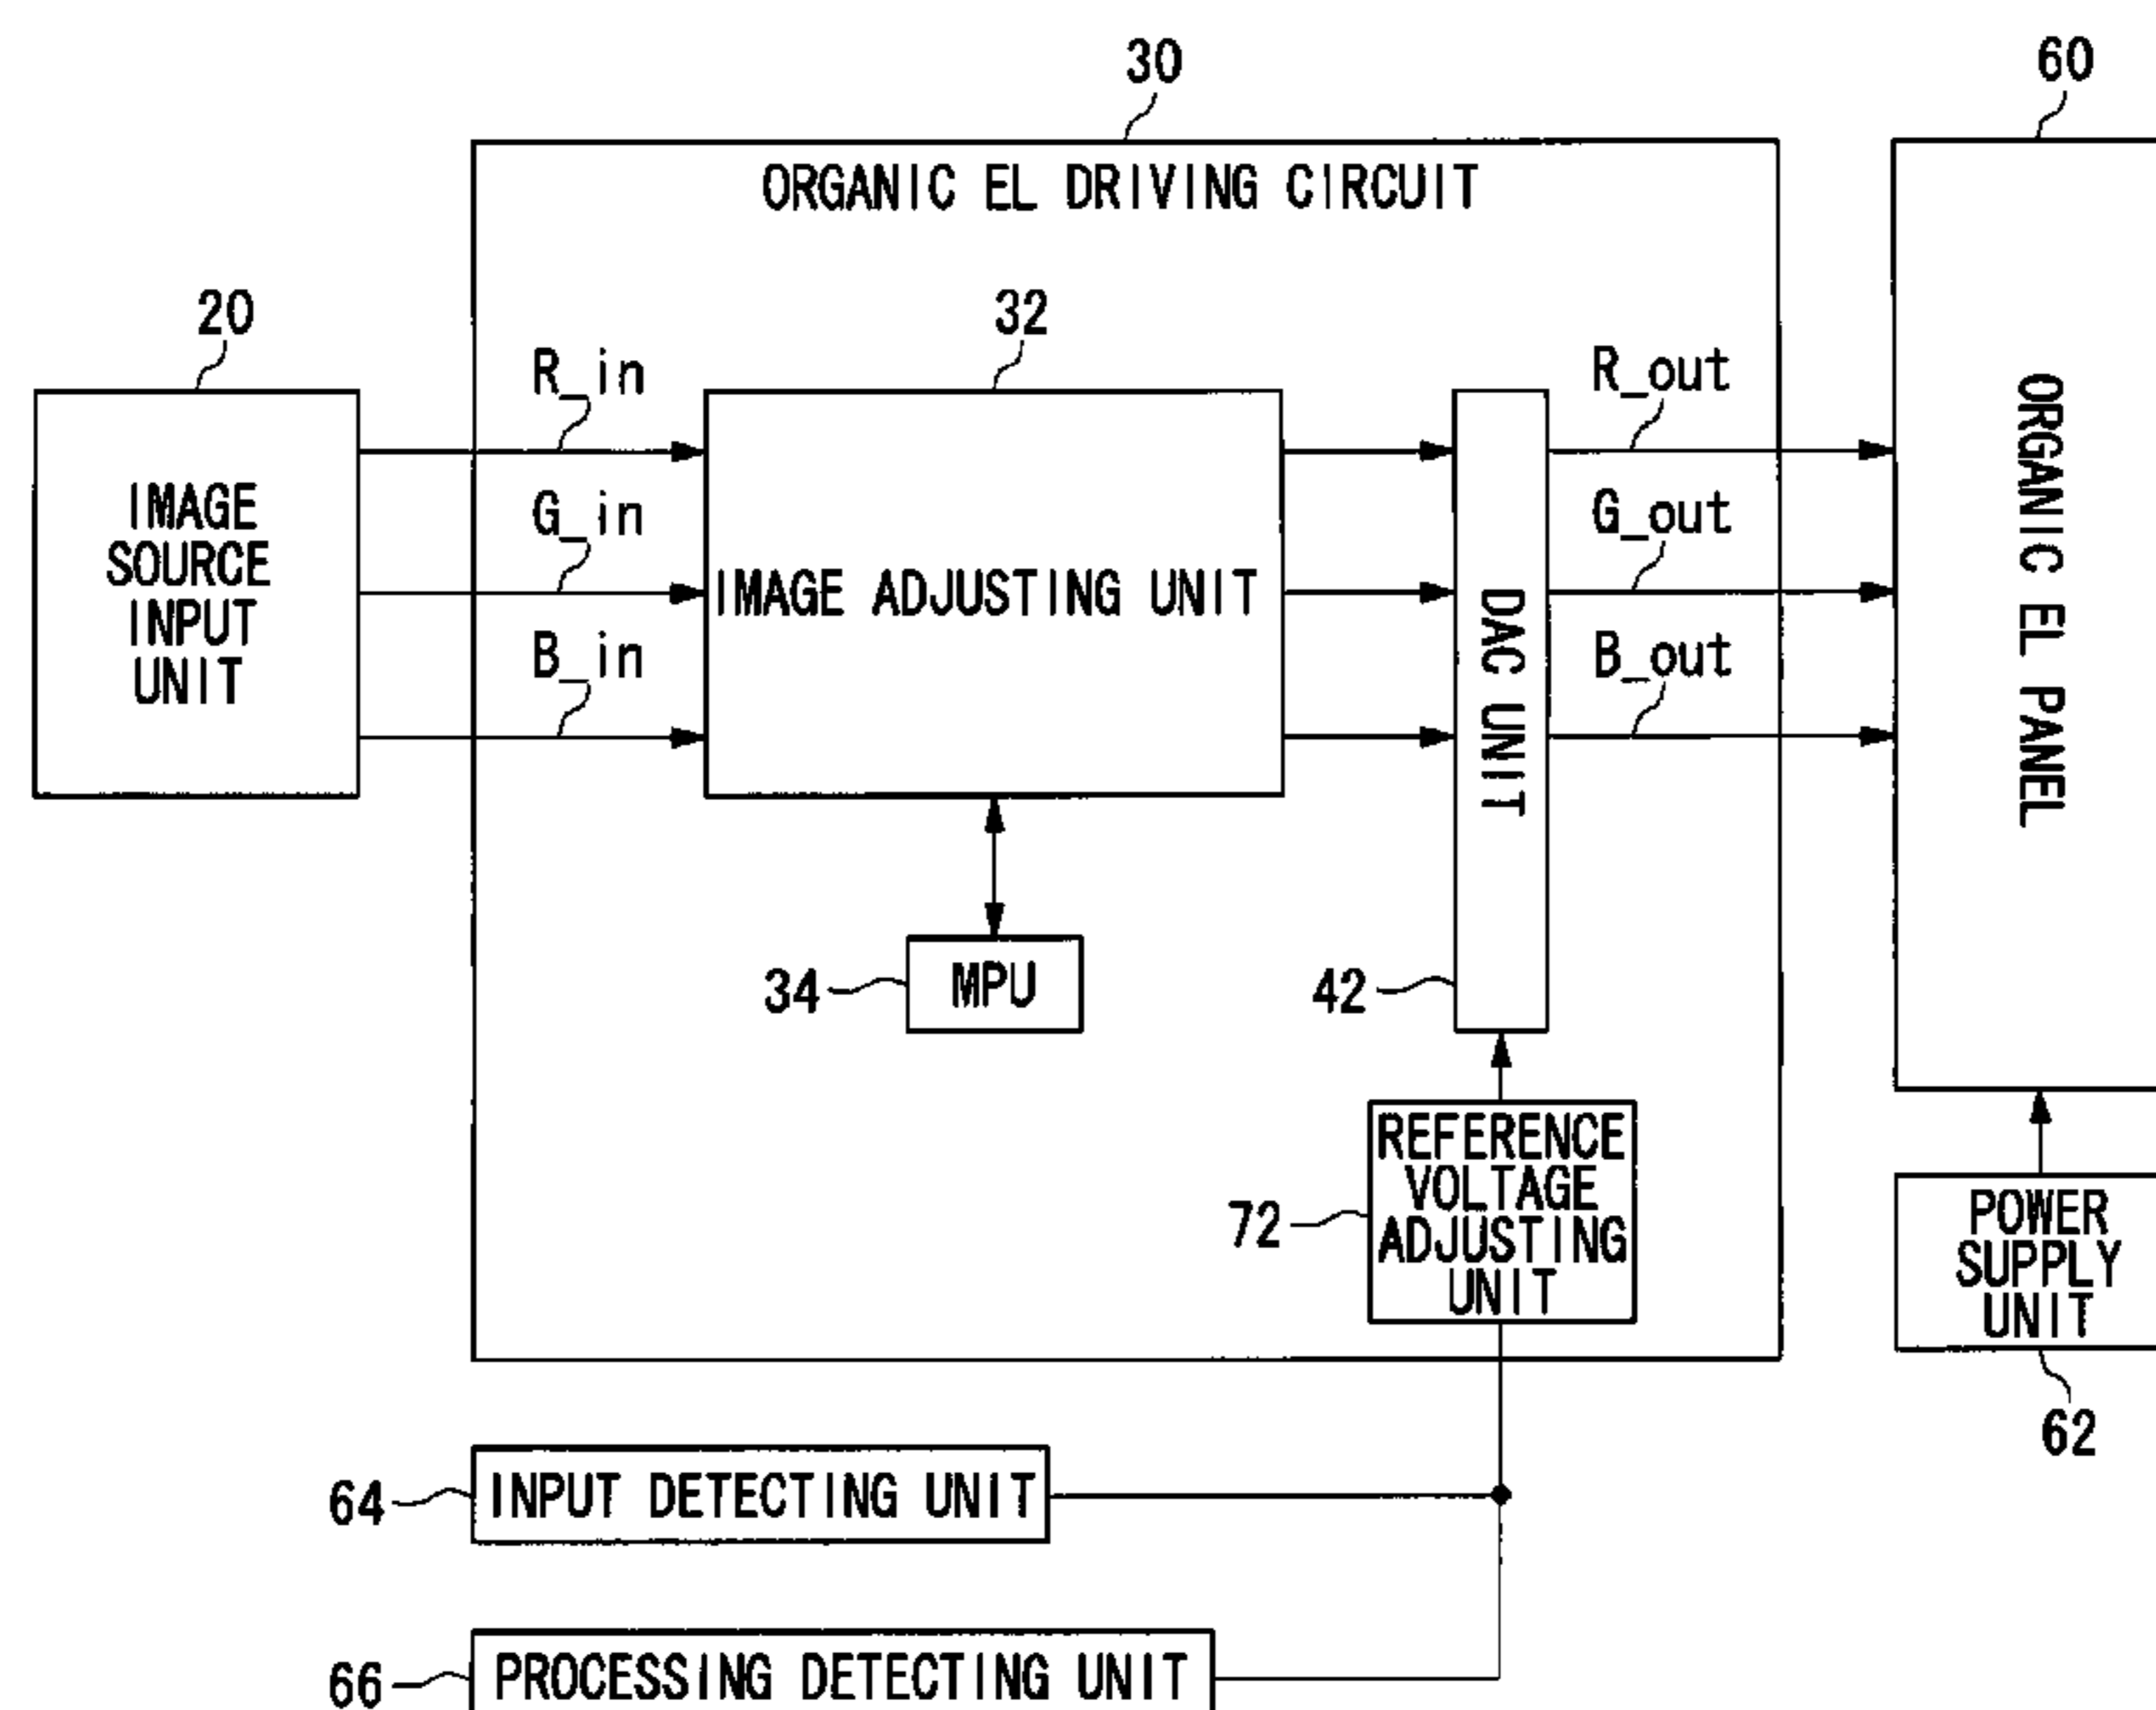 30
60
ORGANIC EL DRIVING CIRCUIT
20
32
R_in
R_out
IMAGE
SOURCE
INPUT
UNIT
G_in
G_out
IMAGE ADJUSTING UNIT
B_in
B_out
DAC UNIT
ORGANIC EL PANEL
34
MPU
42
REFERENCE
VOLTAGE
ADJUSTING
UNIT
72
POWER
SUPPLY
UNIT
62
64
INPUT DETECTING UNIT
66
PROCESSING DETECTING UNIT